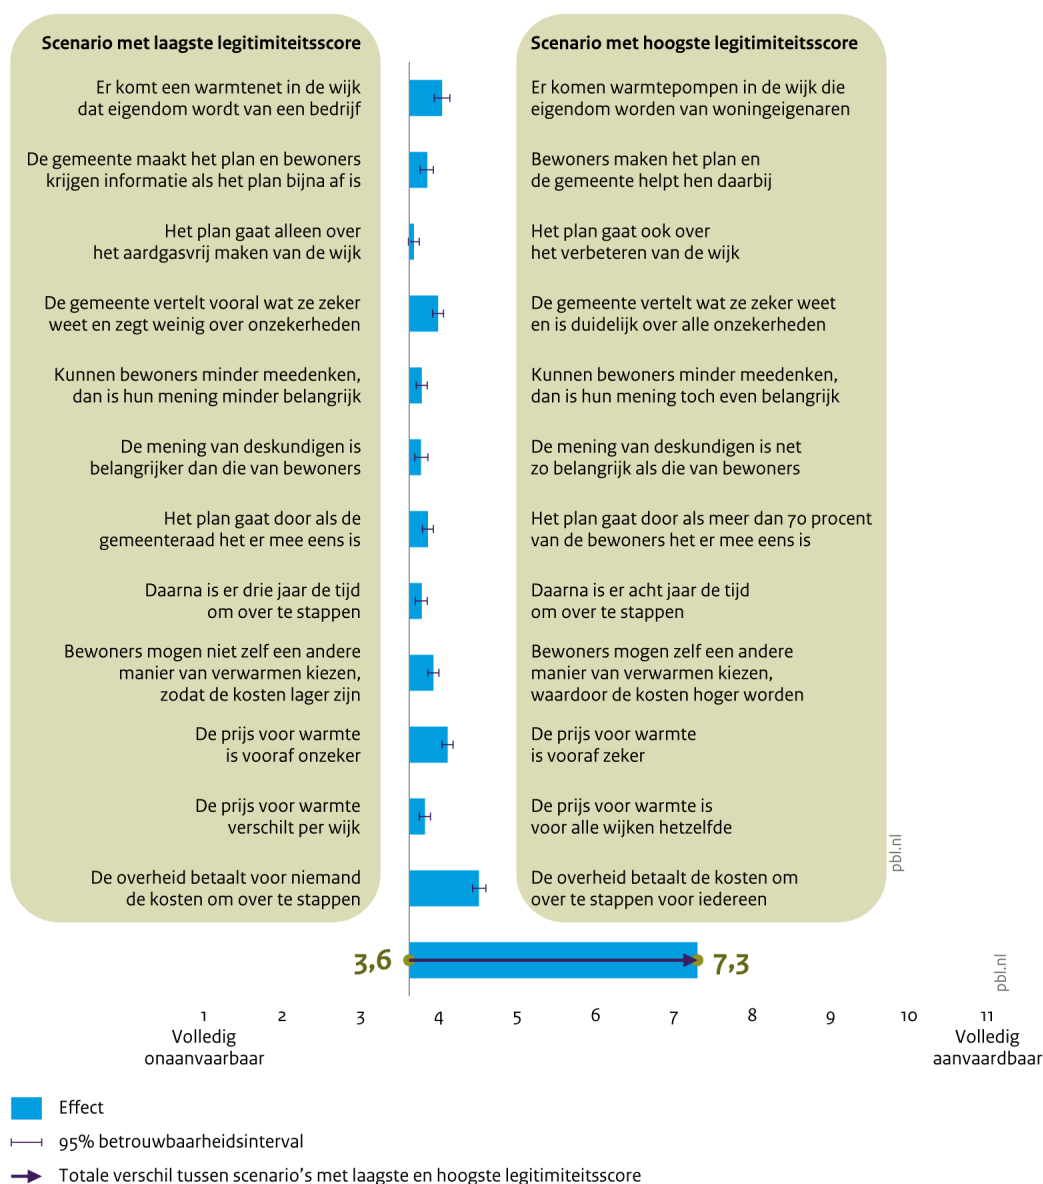 Scenario met laagste legitimiteitsscore
Scenario met hoogste legitimiteitsscore
Er komt een warmtenet in de wijk
dat eigendom wordt van een bedrijf
Er komen warmtepompen in de wijk die
eigendom worden van woningeigenaren
De gemeente maakt het plan en bewoners
krijgen informatie als het plan bijna af is
Bewoners maken het plan en
de gemeente helpt hen daarbij
Het plan gaat alleen over
het aardgasvrij maken van de wijk
Het plan gaat ook over
het verbeteren van de wijk
De gemeente vertelt vooral wat ze zeker
weet en zegt weinig over onzekerheden
De gemeente vertelt wat ze zeker weet
en is duidelijk over alle onzekerheden
Kunnen bewoners minder meedenken,
dan is hun mening minder belangrijk
Kunnen bewoners minder meedenken,
dan is hun mening toch even belangrijk
De mening van deskundigen is
belangrijker dan die van bewoners
De mening van deskundigen is net
zo belangrijk als die van bewoners
Het plan gaat door als de
gemeenteraad het er mee eens is
Het plan gaat door als meer dan 70 procent
van de bewoners het er mee eens is
Daarna is er drie jaar de tijd
om over te stappen
Daarna is er acht jaar de tijd
om over te stappen
Bewoners mogen niet zelf een andere
manier van verwarmen kiezen,
zodat de kosten lager zijn
Bewoners mogen zelf een andere
manier van verwarmen kiezen,
waardoor de kosten hoger worden
De prijs voor warmte
is vooraf onzeker
De prijs voor warmte
is vooraf zeker
De prijs voor warmte
verschilt per wijk
De prijs voor warmte is
voor alle wijken hetzelfde
De overheid betaalt voor niemand
de kosten om over te stappen
De overheid betaalt de kosten om
over te stappen voor iedereen
pbl.nl
3,6
7,3
pbl.nl
1 2 3 4 5 6 7 8 9 10 11
Volledig
onaanvaarbaar
Volledig
aanvaardbaar
Effect
95% betrouwbaarheidsinterval
Totale verschil tussen scenario's met laagste en hoogste legitimiteitsscore